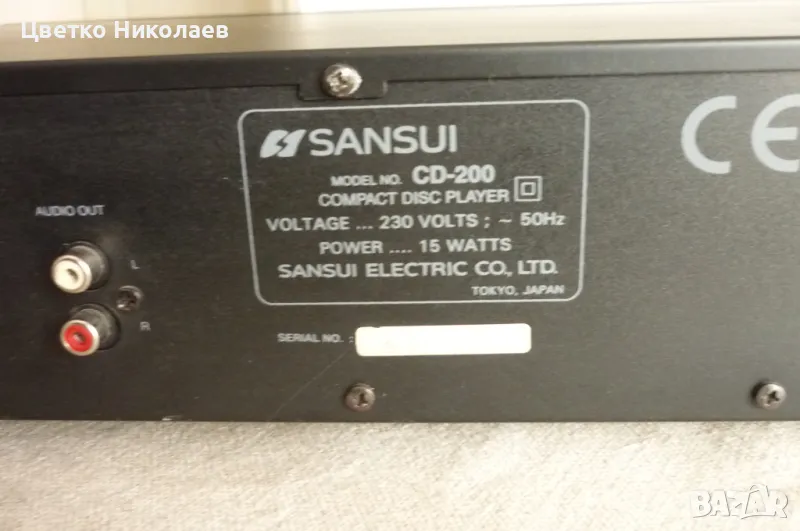 Цветко Николаев
SANSUI
MODEL NO. CD-200
COMPACT DISC PLAYER
VOLTAGE ... 230 VOLTS ; ~ 50Hz
POWER .... 15 WATTS
SANSUI ELECTRIC CO., LTD.
TOKYO, JAPAN
CE
AUDIO OUT
L
R
SERIAL NO. :
BAZAR